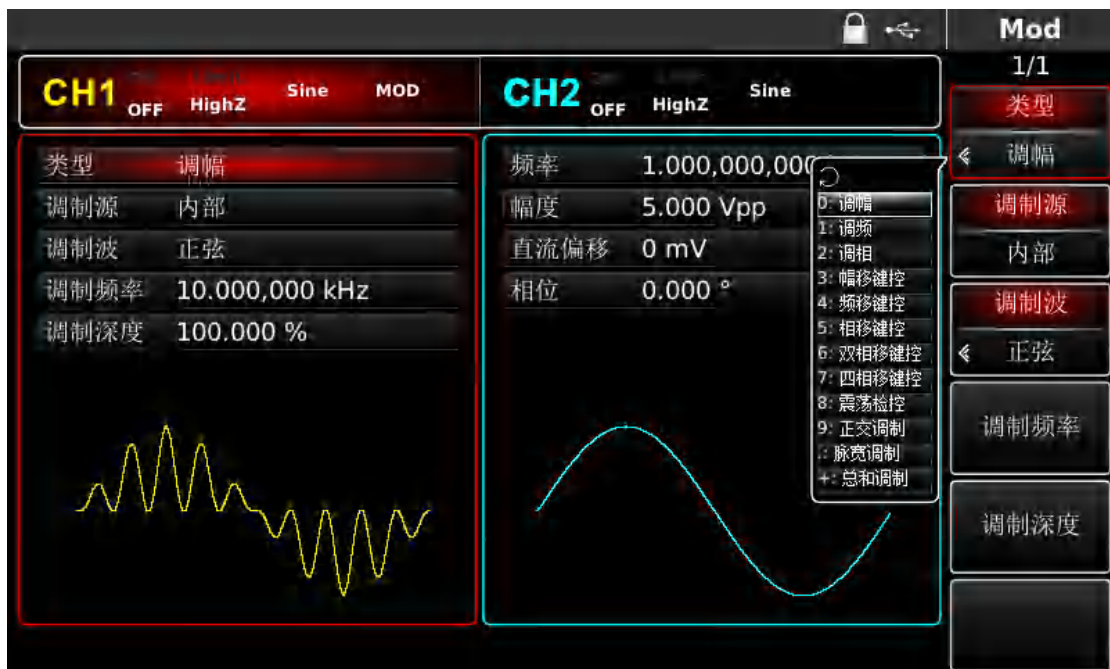 Mod
1/1
CH1 OFF HighZ Sine MOD
CH2 OFF HighZ Sine
类型
调幅
类型 调幅
调制源 内部
调制波 正弦
调制频率 10.000,000 kHz
调制深度 100.000 %
频率 1.000,000,000
幅度 5.000 Vpp
直流偏移 0 mV
相位 0.000 °
0: 调幅
1: 调频
2: 调相
3: 幅移键控
4: 频移键控
5: 相移键控
6: 双相移键控
7: 四相移键控
8: 震荡检控
9: 正交调制
.: 脉宽调制
+: 总和调制
调制源
内部
调制波
正弦
调制频率
调制深度